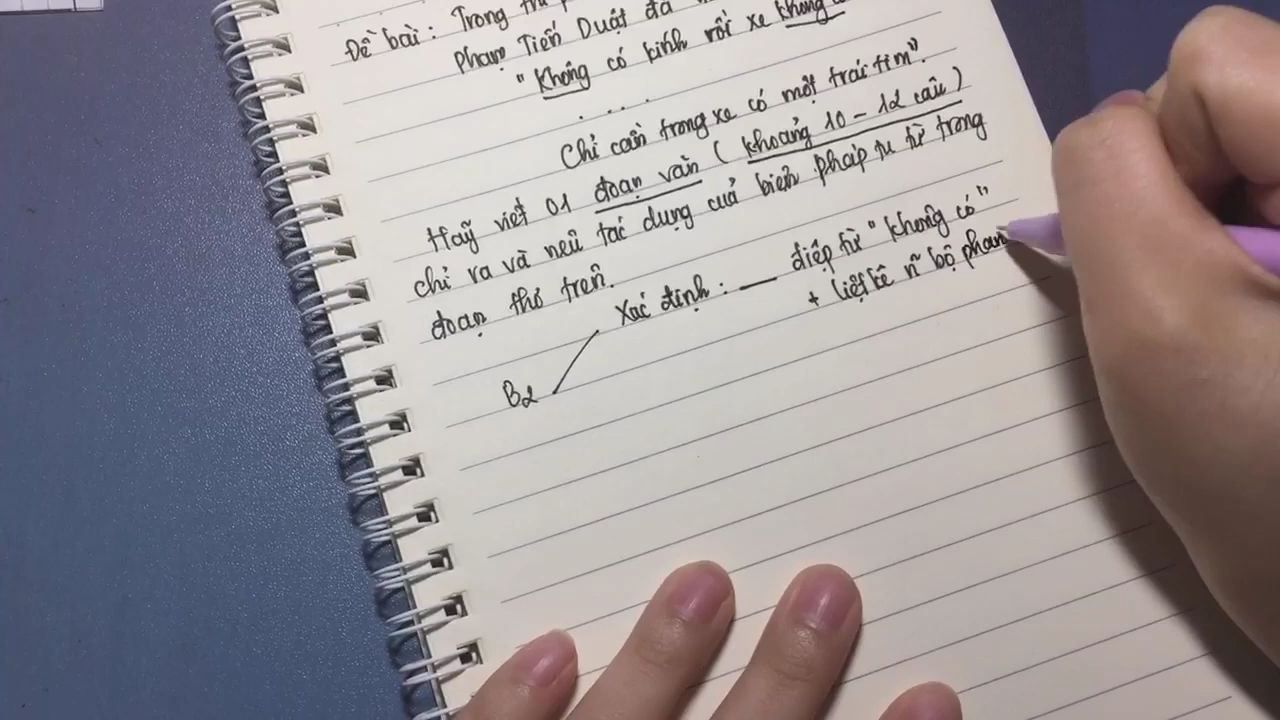 Đề bài: Trong
Phạm Tiến Duật đã
"Không có kính rồi xe không
....
Chỉ cần trong xe có một trái tim".
Hãy viết 01 đoạn văn (khoảng 10 - 12 câu)
chỉ ra và nêu tác dụng của biện pháp tu từ trong
đoạn thơ trên.
Xác định: — điệp từ "không có"
+ liệt kê ~n bộ phận
B2